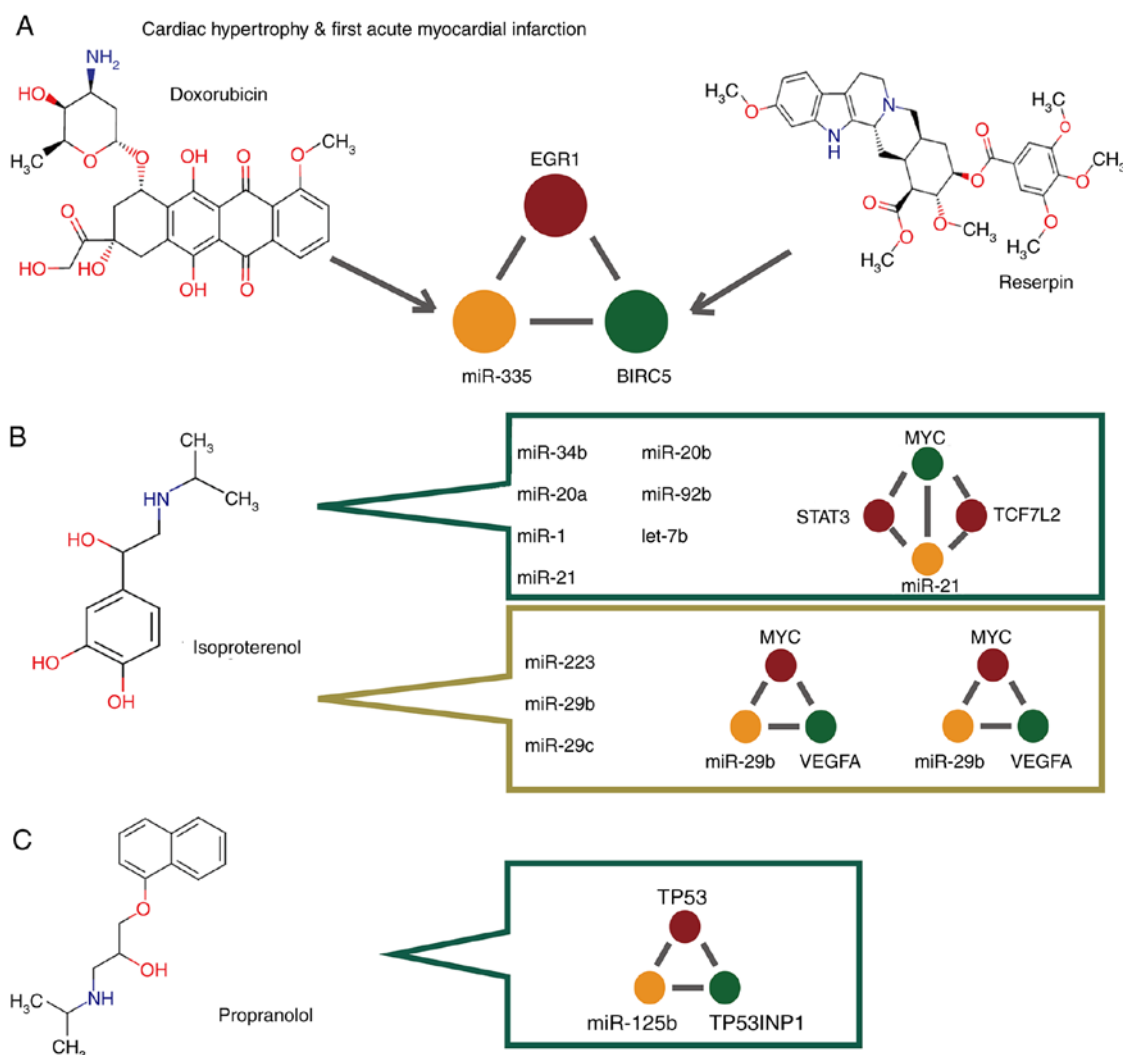 A
Cardiac hypertrophy & first acute myocardial infarction
NH2
HO
Doxorubicin
H3C
O
O
OH
O
O
CH3
O
HO
HO
OH
O
EGR1
miR-335
BIRC5
H3C
O
N
NH
O
O
O
CH3
O
CH3
O
CH3
O
H3C
O
O
CH3
H3C
Reserpin
B
CH3
HN
CH3
HO
HO
OH
Isoproterenol
miR-34b
miR-20b
miR-20a
miR-92b
miR-1
let-7b
miR-21
MYC
STAT3
TCF7L2
miR-21
miR-223
miR-29b
miR-29c
MYC
miR-29b
VEGFA
MYC
miR-29b
VEGFA
C
O
OH
H3C
NH
CH3
Propranolol
TP53
miR-125b
TP53INP1